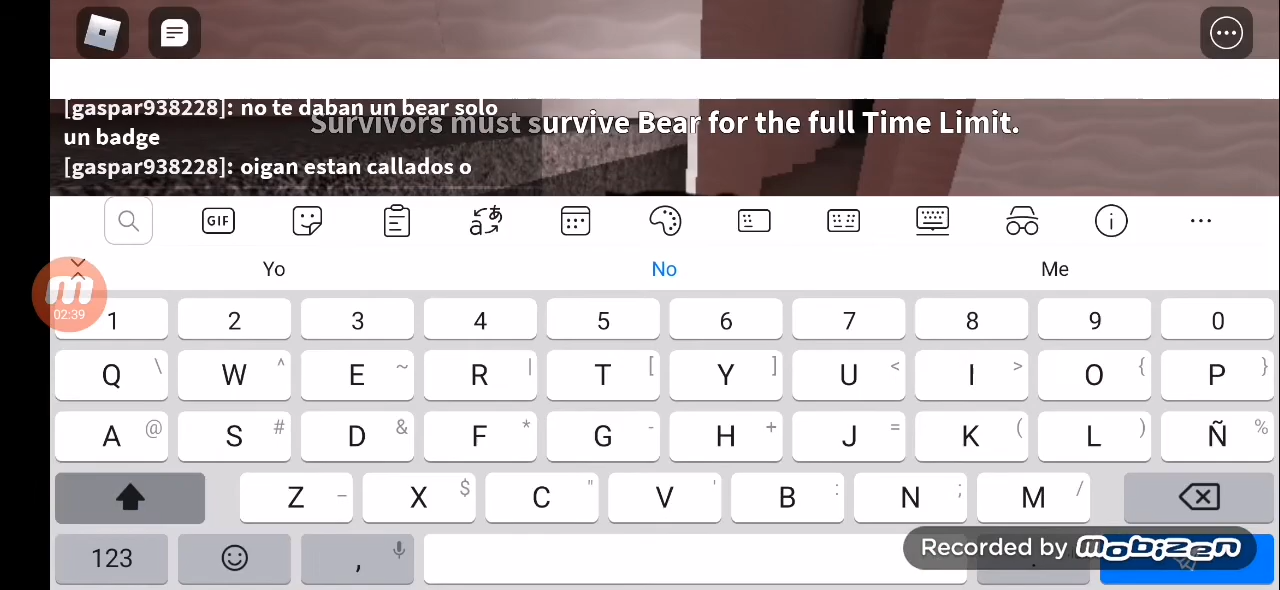 [gaspar938228]: no te daban un bear solo
un badge
Survivors must survive Bear for the full Time Limit.
[gaspar938228]: oigan estan callados o
GIF
Yo No Me
02:39
1 2 3 4 5 6 7 8 9 0
Q \ W ^ E ~ R | T [ Y ] U < I > O { P }
A @ S # D & F * G - H + J = K ( L ) Ñ %
Z _ X $ C " V ' B : N ; M /
123 , .
Recorded by mobizen